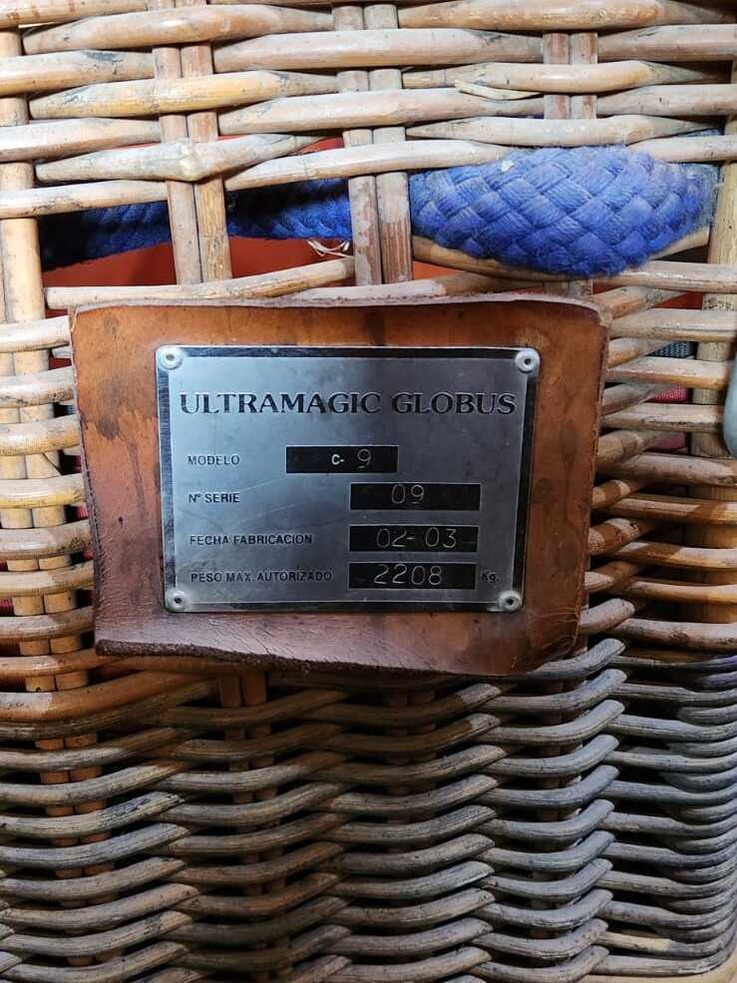 ULTRAMAGIC GLOBUS
MODELO C- 9
Nº SERIE 09
FECHA FABRICACION 02-03
PESO MAX. AUTORIZADO 2208 Kg.